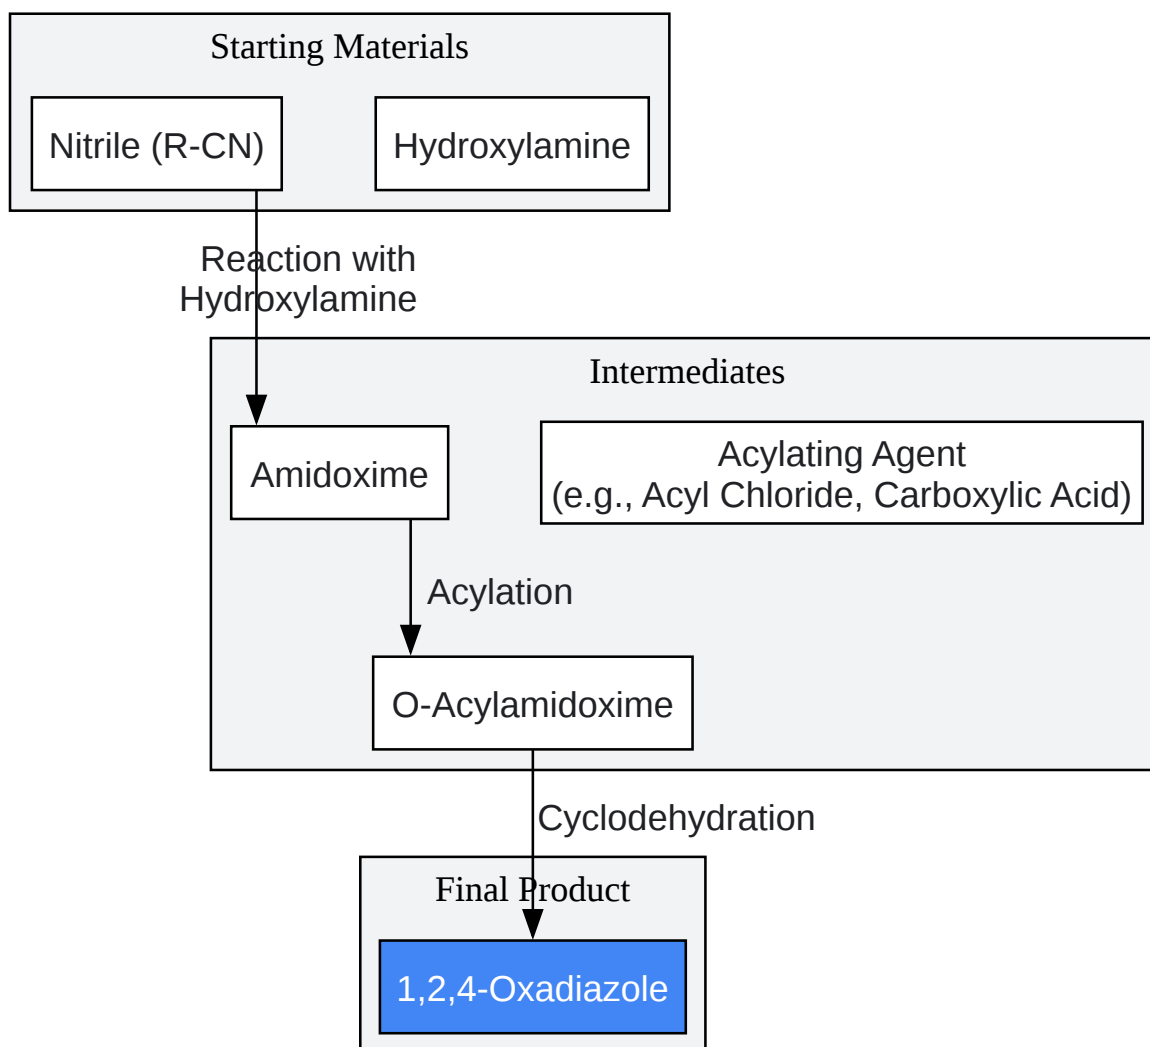 Starting Materials
Nitrile (R-CN)
Hydroxylamine
Reaction with
Hydroxylamine
Intermediates
Amidoxime
Acylating Agent
(e.g., Acyl Chloride, Carboxylic Acid)
Acylation
O-Acylamidoxime
Cyclodehydration
Final Product
1,2,4-Oxadiazole